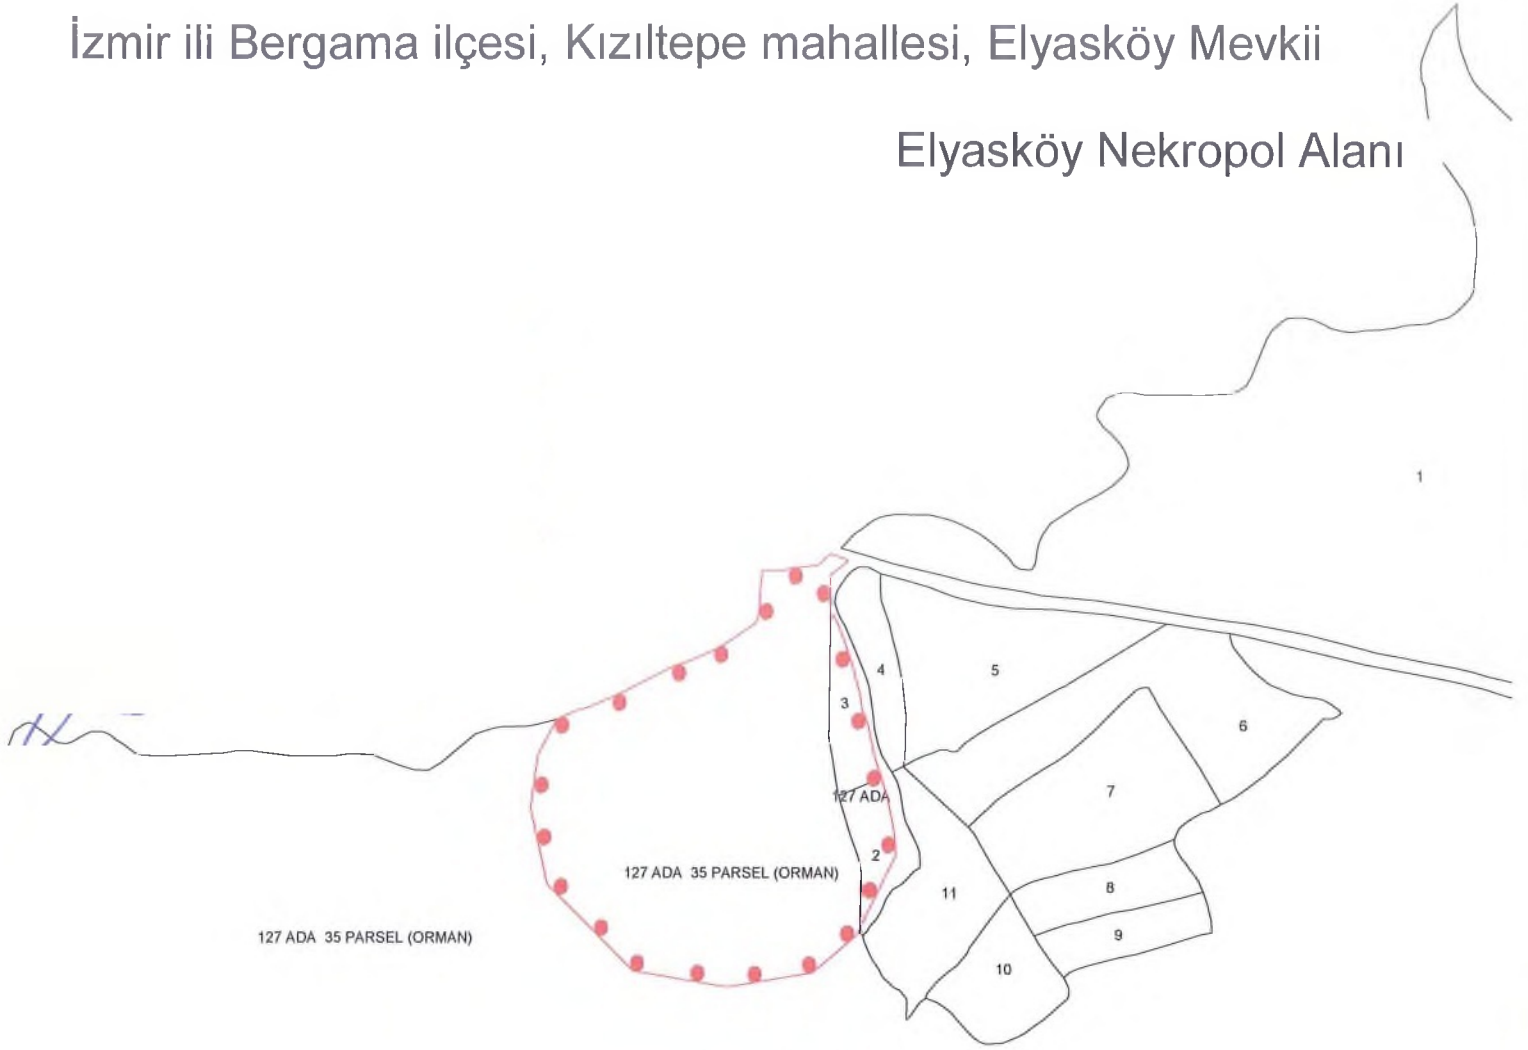 İzmir ili Bergama ilçesi, Kızıltepe mahallesi, Elyasköy Mevkii
Elyasköy Nekropol Alanı
1
4
5
3
6
127 ADA
7
2
127 ADA 35 PARSEL (ORMAN)
11
8
127 ADA 35 PARSEL (ORMAN)
9
10